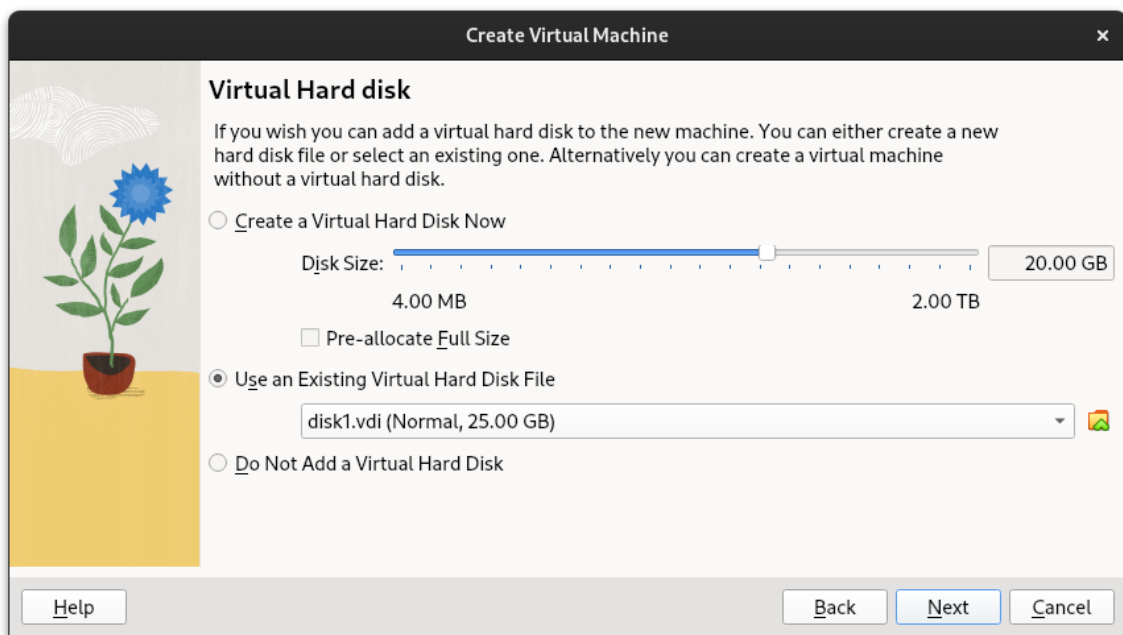 Create Virtual Machine
Virtual Hard disk
If you wish you can add a virtual hard disk to the new machine. You can either create a new
hard disk file or select an existing one. Alternatively you can create a virtual machine
without a virtual hard disk.
Create a Virtual Hard Disk Now
Disk Size:
20.00 GB
4.00 MB
2.00 TB
Pre-allocate Full Size
Use an Existing Virtual Hard Disk File
disk1.vdi (Normal, 25.00 GB)
Do Not Add a Virtual Hard Disk
Help
Back
Next
Cancel